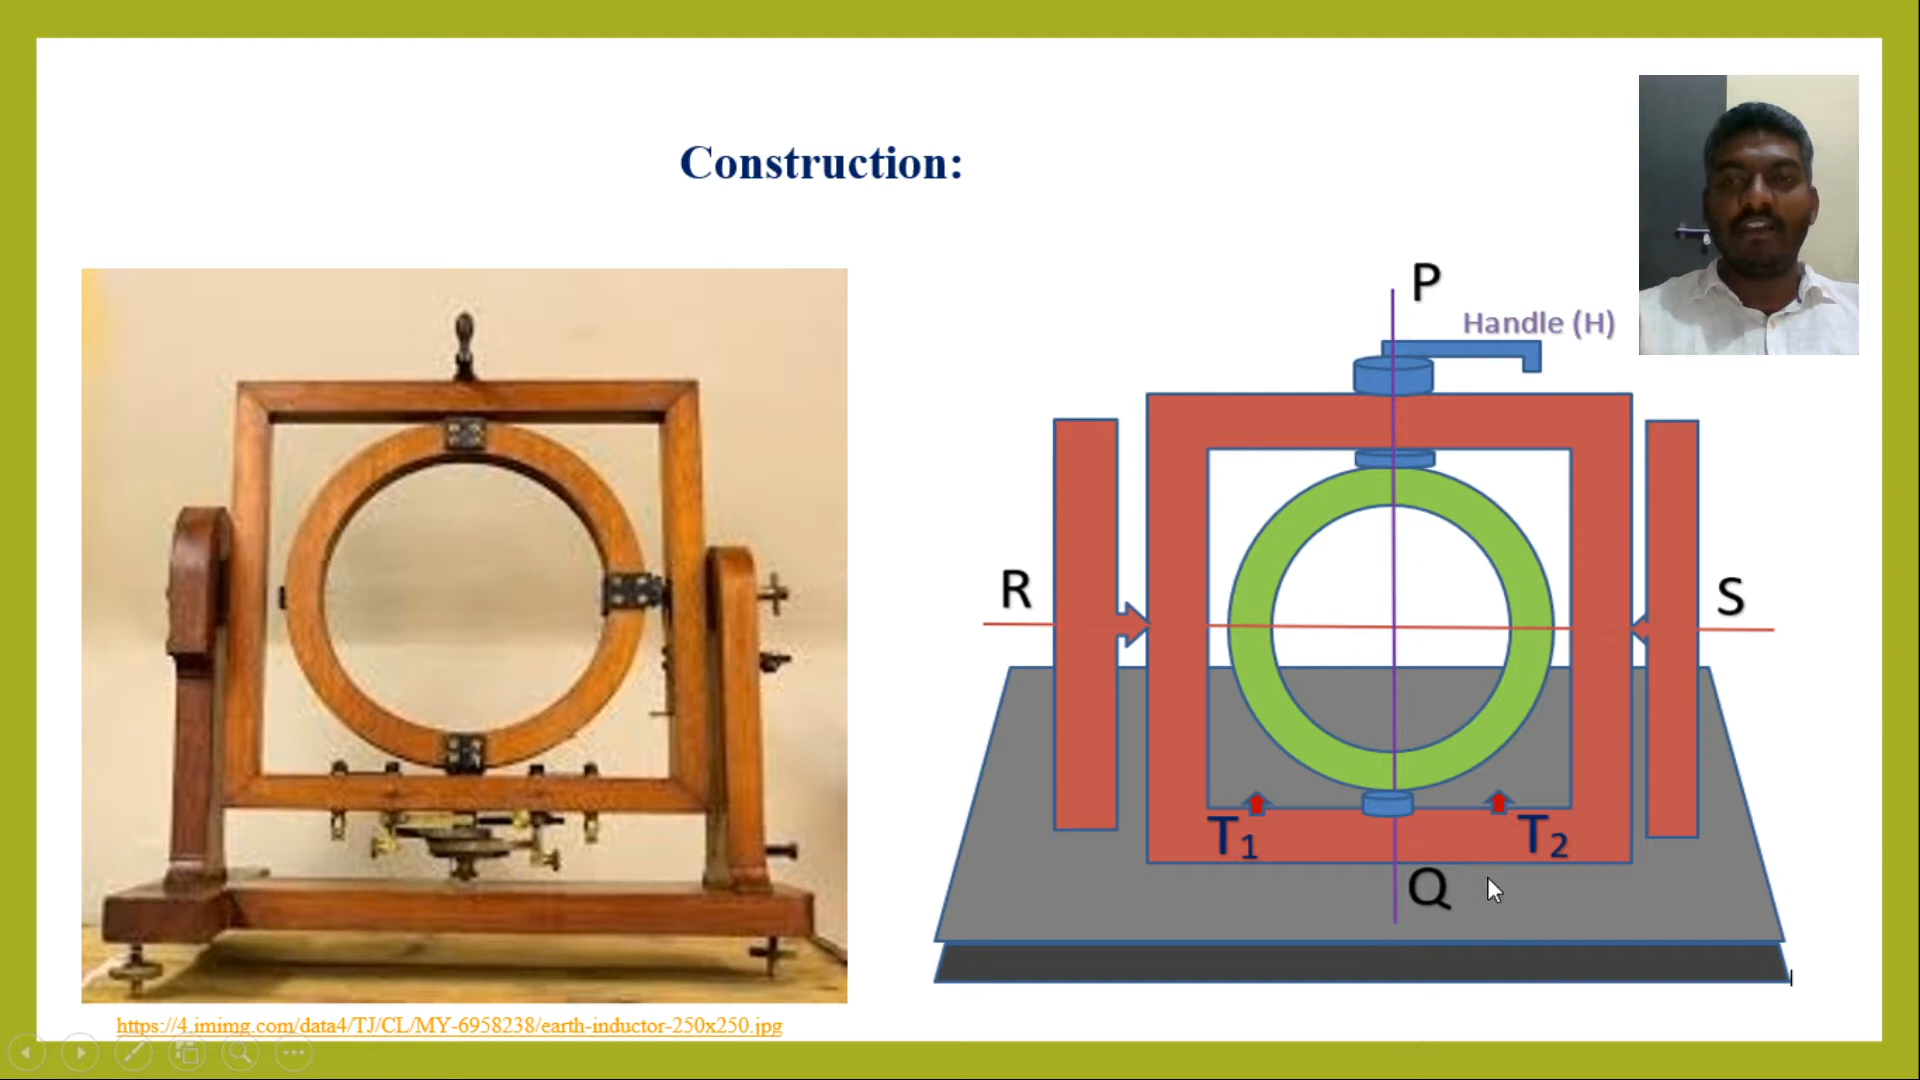 Construction:
P
Handle (H)
R
S
T1
T2
Q
https://4.imimg.com/data4/TJ/CL/MY-6958238/earth-inductor-250x250.jpg